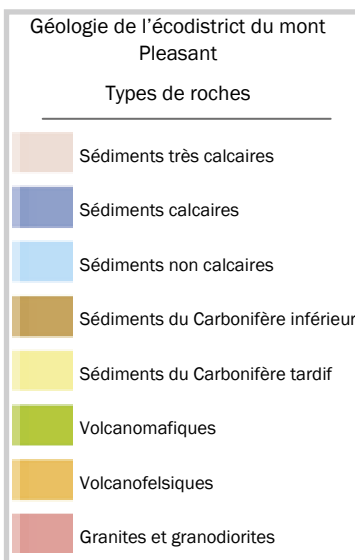 Géologie de l’écodistrict du mont
Pleasant
Types de roches
Sédiments très calcaires
Sédiments calcaires
Sédiments non calcaires
Sédiments du Carbonifère inférieur
Sédiments du Carbonifère tardif
Volcanomafiques
Volcanofelsiques
Granites et granodiorites